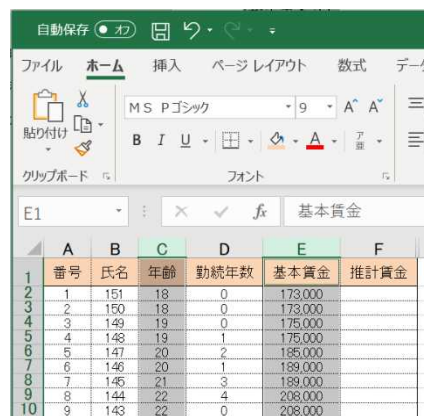 自動保存 オフ
ファイル ホーム 挿入 ページ レイアウト 数式
貼り付け
MS Pゴシック 9 A^ A
B I U A
クリップボード フォント
E1 fx 基本賃金
A B C D E F
1 番号 氏名 年齢 勤続年数 基本賃金 推計賃金
2 1 151 18 0 173,000
3 2 150 18 0 173,000
4 3 149 19 0 175,000
5 4 148 19 1 175,000
6 5 147 20 2 185,000
7 6 146 20 1 189,000
8 7 145 21 3 189,000
9 8 144 22 4 208,000
10 9 143 22 0 208,000